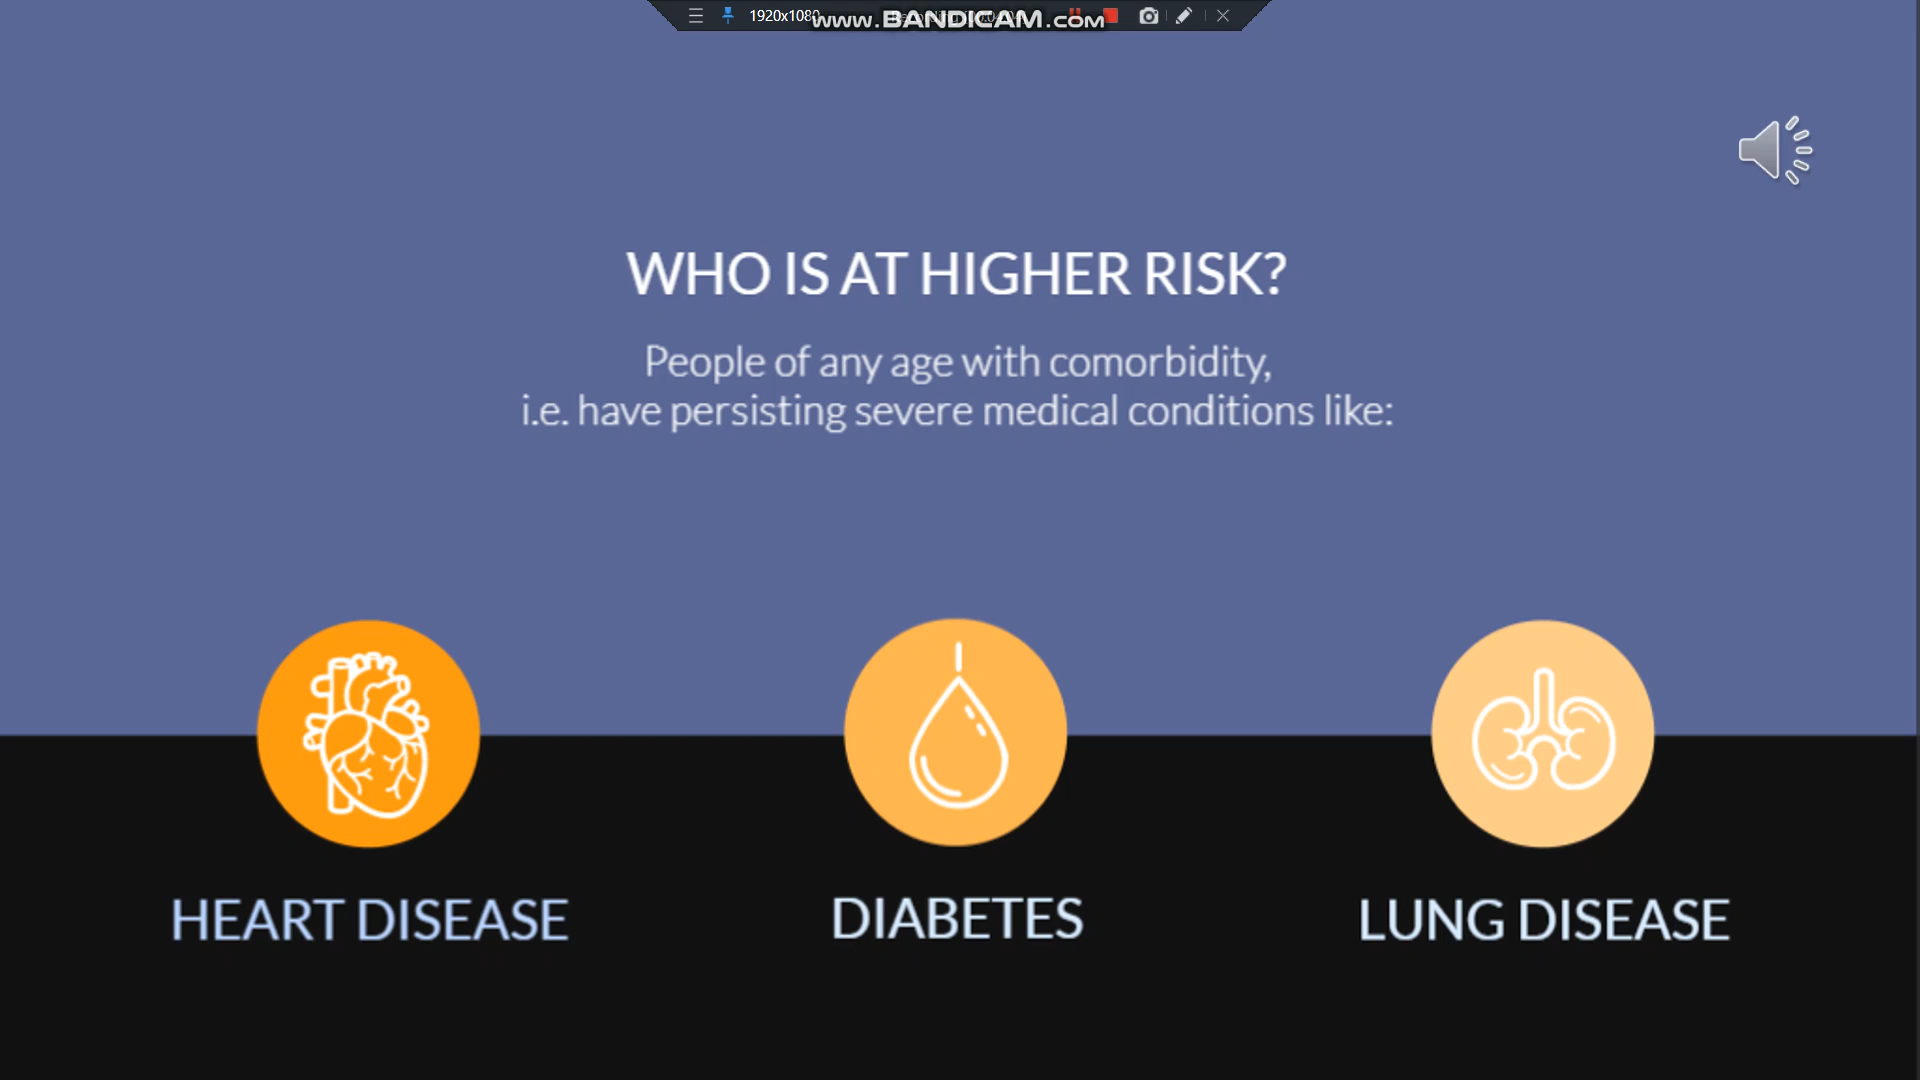 1920x1080
www.BANDICAM.com
WHO IS AT HIGHER RISK?
People of any age with comorbidity,
i.e. have persisting severe medical conditions like:
HEART DISEASE
DIABETES
LUNG DISEASE